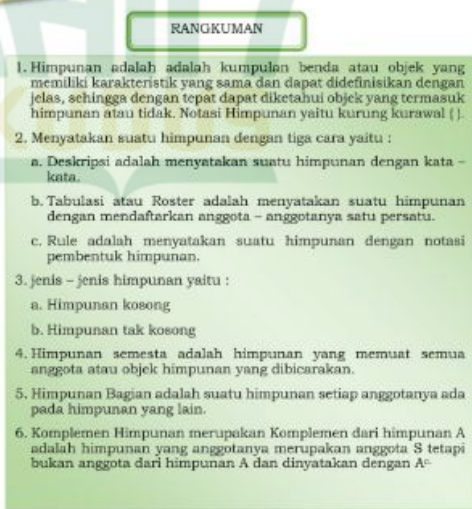 RANGKUMAN
1. Himpunan adalah adalah kumpulan benda atau objek yang
memiliki karakteristik yang sama dan dapat didefinisikan dengan
jelas, sehingga dengan tepat dapat diketahui objek yang termasuk
himpunan atau tidak. Notasi Himpunan yaitu kurung kurawal { }.
2. Menyatakan suatu himpunan dengan tiga cara yaitu :
a. Deskripsi adalah menyatakan suatu himpunan dengan kata –
kata.
b. Tabulasi atau Roster adalah menyatakan suatu himpunan
dengan mendaftarkan anggota – anggotanya satu persatu.
c. Rule adalah menyatakan suatu himpunan dengan notasi
pembentuk himpunan.
3. jenis – jenis himpunan yaitu :
a. Himpunan kosong
b. Himpunan tak kosong
4. Himpunan semesta adalah himpunan yang memuat semua
anggota atau objek himpunan yang dibicarakan.
5. Himpunan Bagian adalah suatu himpunan setiap anggotanya ada
pada himpunan yang lain.
6. Komplemen Himpunan merupakan Komplemen dari himpunan A
adalah himpunan yang anggotanya merupakan anggota S tetapi
bukan anggota dari himpunan A dan dinyatakan dengan Aᶜ.